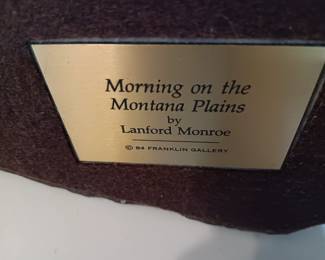 Morning on the
Montana Plains
by
Lanford Monroe
© 84 FRANKLIN GALLERY